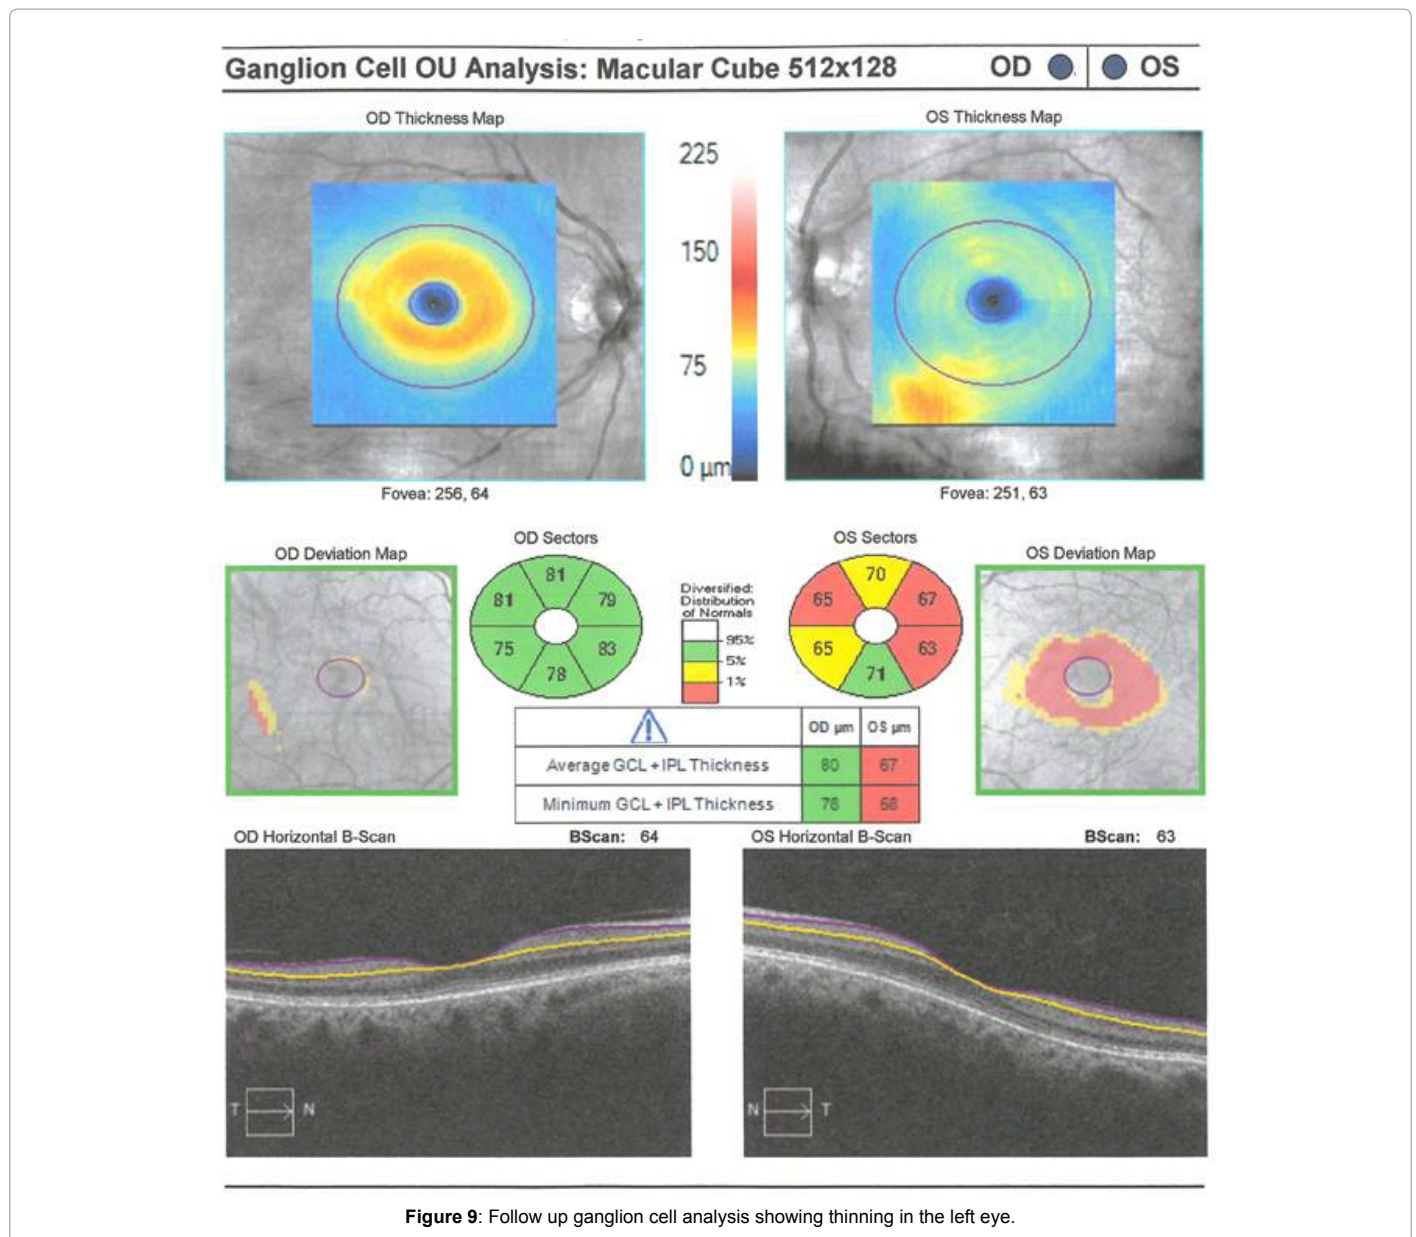 Ganglion Cell OU Analysis: Macular Cube 512x128
OD
OS
OD Thickness Map
OS Thickness Map
225
150
75
0 µm
Fovea: 256, 64
Fovea: 251, 63
OD Deviation Map
OD Sectors
OS Sectors
OS Deviation Map
81
81
79
75
83
78
Diversified:
Distribution
of Normals
95%
5%
1%
70
65
67
65
63
71
OD µm
OS µm
Average GCL + IPL Thickness
80
67
Minimum GCL + IPL Thickness
OD Horizontal B-Scan
BScan: 64
OS Horizontal B-Scan
BScan: 63
T
N
N
T
Figure 9: Follow up ganglion cell analysis showing thinning in the left eye.